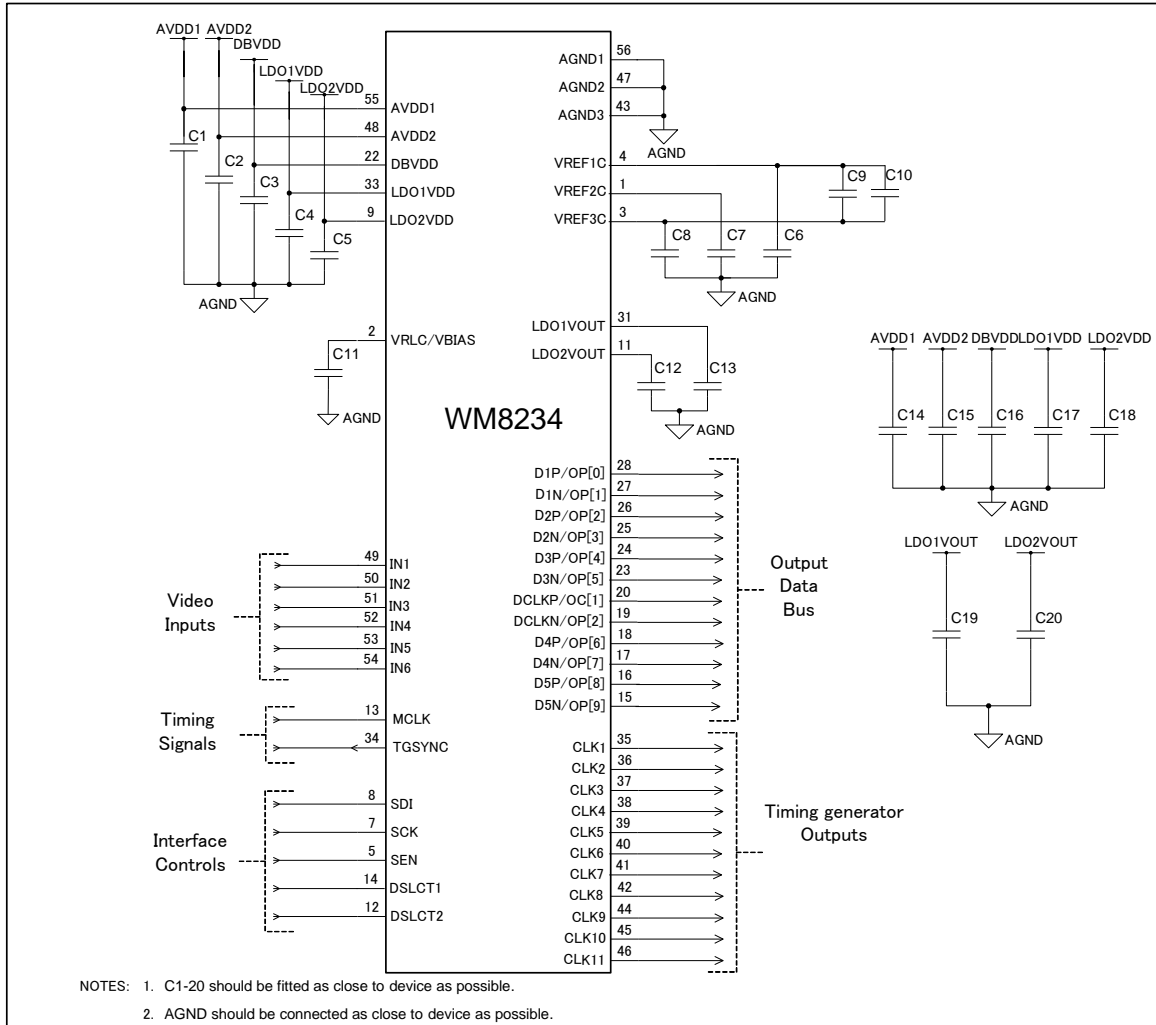 AVDD1
AVDD2
DBVDD
LDO1VDD
LDO2VDD
55 AVDD1
48 AVDD2
22 DBVDD
33 LDO1VDD
9 LDO2VDD
C1
C2
C3
C4
C5
AGND
2 VRLC/VBIAS
C11
AGND
WM8234
AGND1 56
AGND2 47
AGND3 43
AGND
VREF1C 4
VREF2C 1
VREF3C 3
C9
C10
C8
C7
C6
AGND
LDO1VOUT 31
LDO2VOUT 11
C12
C13
AGND
AVDD1
AVDD2
DBVDD
LDO1VDD
LDO2VDD
C14
C15
C16
C17
C18
AGND
LDO1VOUT
LDO2VOUT
C19
C20
AGND
Video
Inputs
49 IN1
50 IN2
51 IN3
52 IN4
53 IN5
54 IN6
Timing
Signals
13 MCLK
34 TGSYNC
Interface
Controls
8 SDI
7 SCK
5 SEN
14 DSLCT1
12 DSLCT2
D1P/OP[0] 28
D1N/OP[1] 27
D2P/OP[2] 26
D2N/OP[3] 25
D3P/OP[4] 24
D3N/OP[5] 23
DCLKP/OC[1] 20
DCLKN/OP[2] 19
D4P/OP[6] 18
D4N/OP[7] 17
D5P/OP[8] 16
D5N/OP[9] 15
Output
Data
Bus
CLK1 35
CLK2 36
CLK3 37
CLK4 38
CLK5 39
CLK6 40
CLK7 41
CLK8 42
CLK9 44
CLK10 45
CLK11 46
Timing generator
Outputs
NOTES: 1. C1-20 should be fitted as close to device as possible.
2. AGND should be connected as close to device as possible.